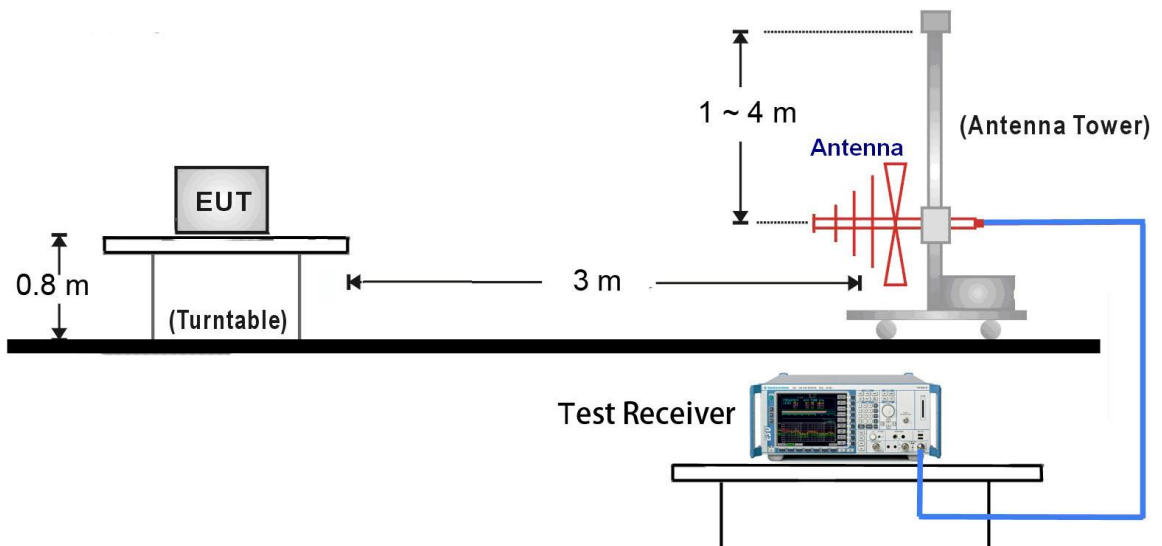 1 ~ 4 m
(Antenna Tower)
Antenna
EUT
0.8 m
3 m
(Turntable)
Test Receiver